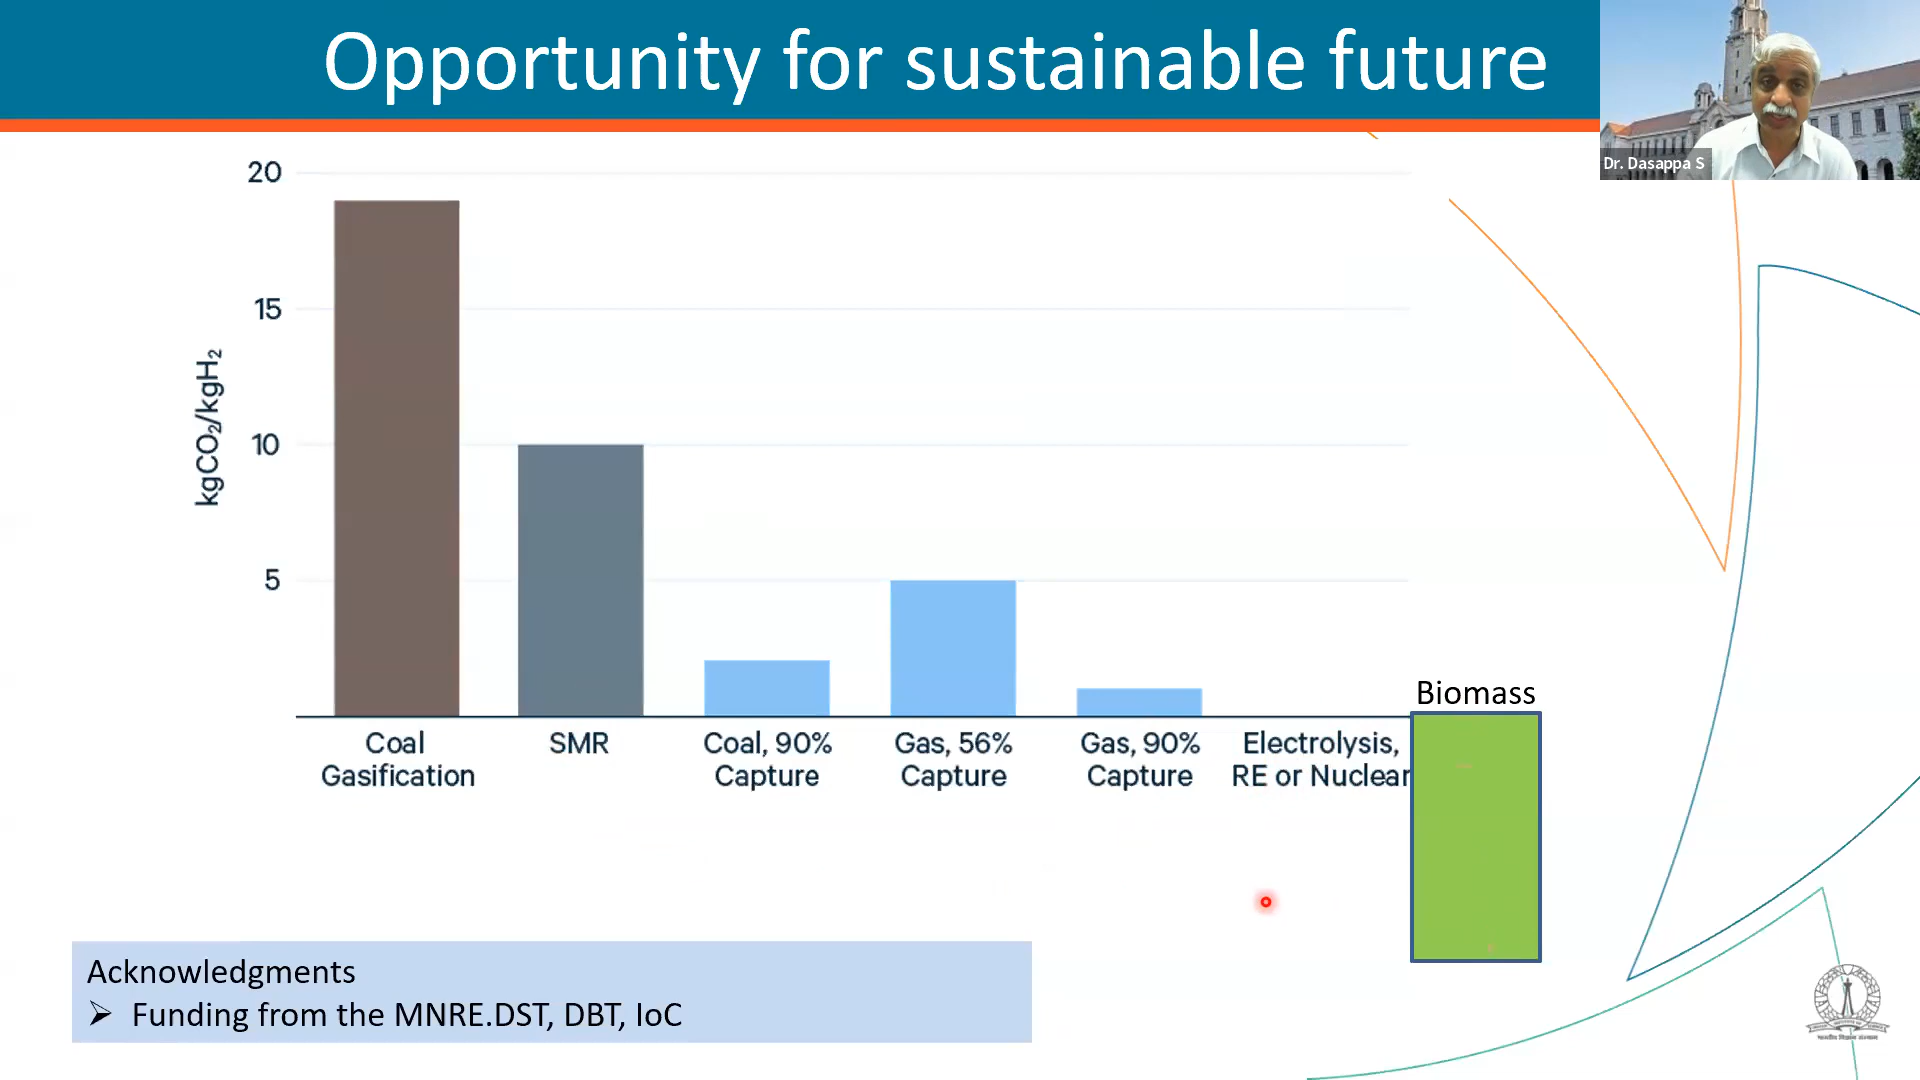 Opportunity for sustainable future
Dr. Dasappa S
20
15
10
5
kgCO₂/kgH₂
Biomass
Coal Gasification
SMR
Coal, 90% Capture
Gas, 56% Capture
Gas, 90% Capture
Electrolysis, RE or Nuclear
Acknowledgments
➢ Funding from the MNRE.DST, DBT, IoC